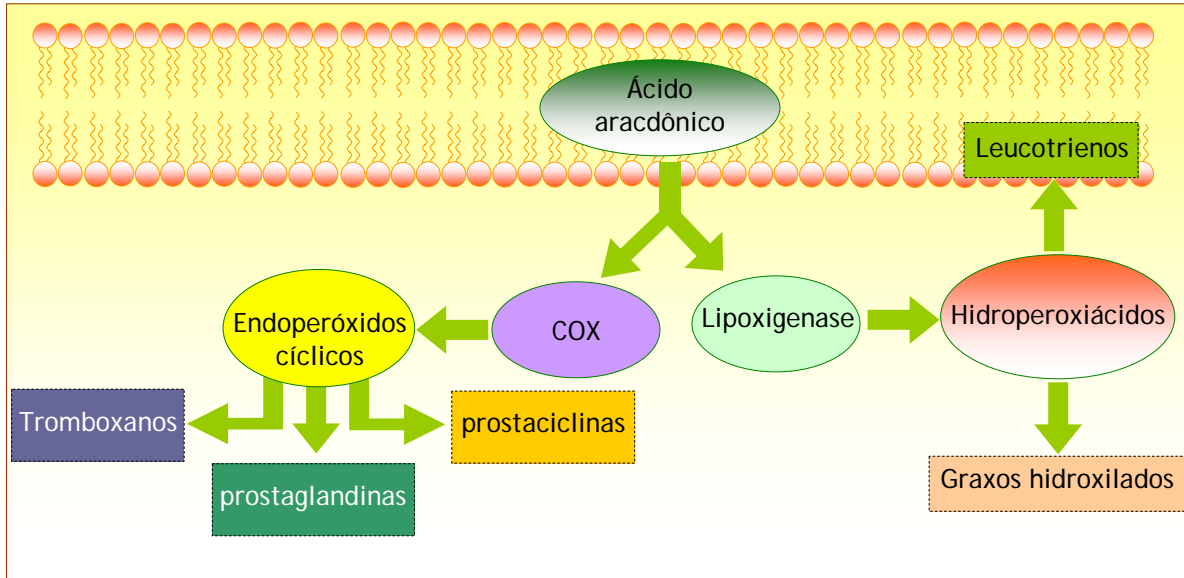 Ácido
aracdônico
Leucotrienos
Endoperóxidos
cíclicos
COX
Lipoxigenase
Hidroperoxiácidos
Tromboxanos
prostaciclinas
prostaglandinas
Graxos hidroxilados